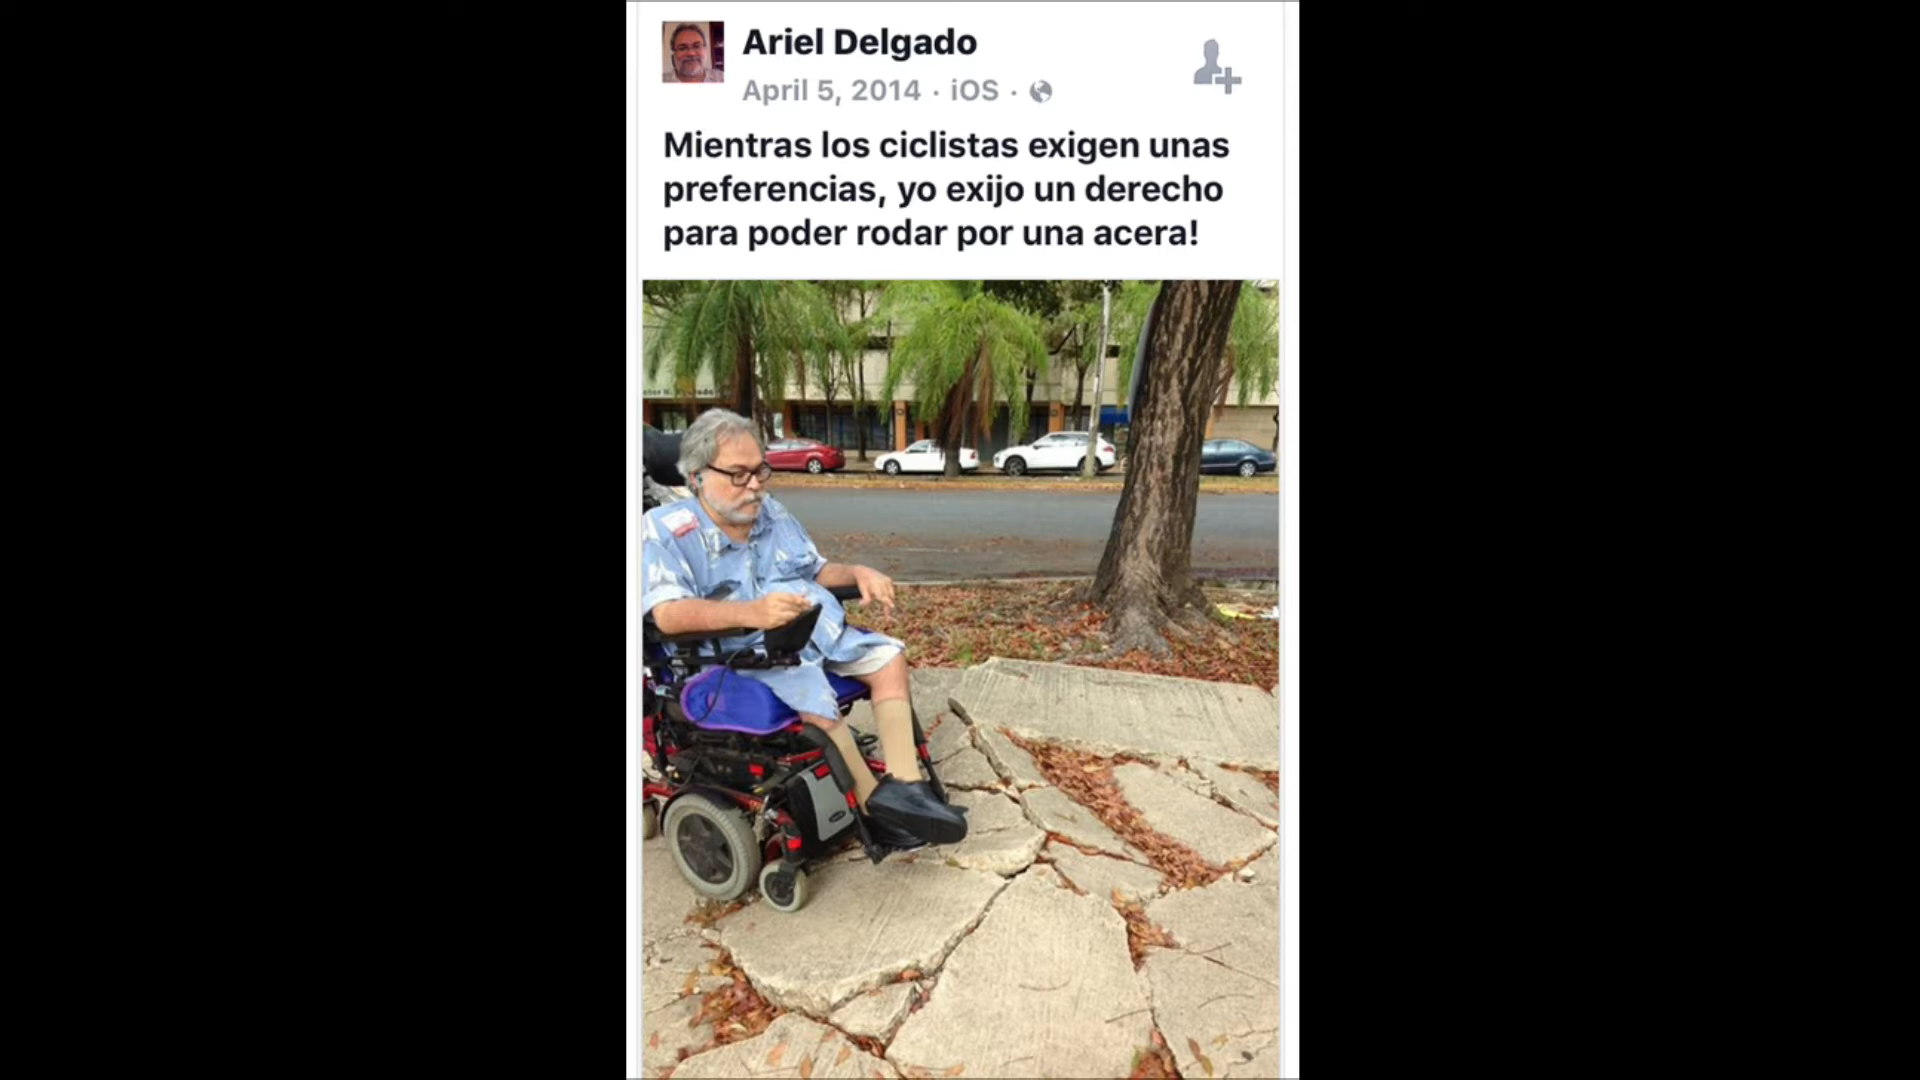 Ariel Delgado
April 5, 2014 · iOS ·
Mientras los ciclistas exigen unas
preferencias, yo exijo un derecho
para poder rodar por una acera!